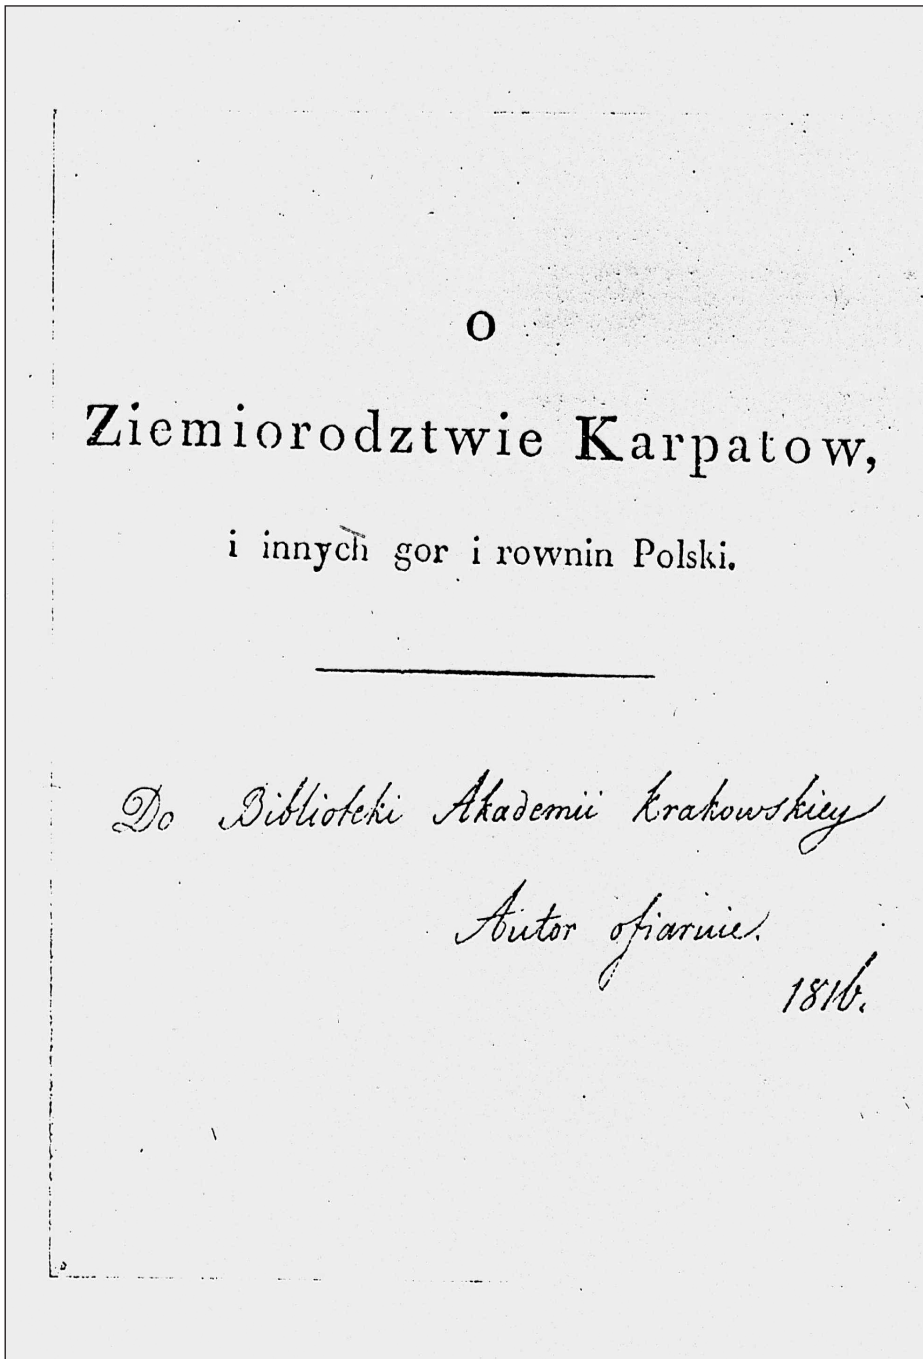 O
Ziemiorodztwie Karpatow,
i innych gor i rownin Polski.
Do Biblioteki Akademii Krakowskiey
Autor ofiaruie.
1816.